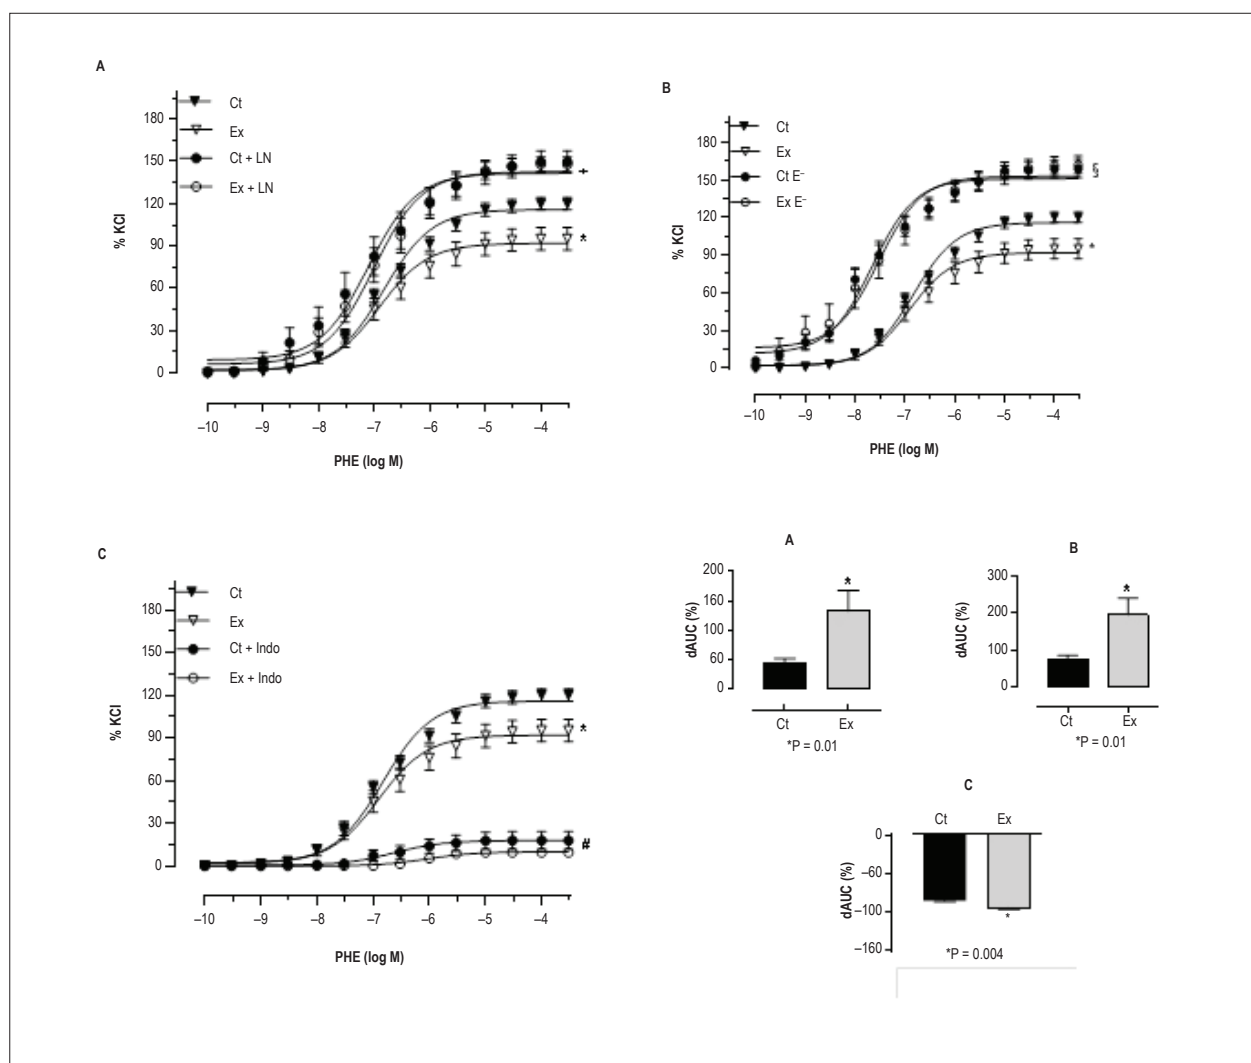 A
Ct
Ex
Ct + LN
Ex + LN
180
150
120
90
60
30
0
% KCl
+
*
–10 –9 –8 –7 –6 –5 –4
PHE (log M)
B
Ct
Ex
Ct E⁻
Ex E⁻
180
150
120
90
60
30
0
% KCl
§
*
–10 –9 –8 –7 –6 –5 –4
PHE (log M)
C
Ct
Ex
Ct + Indo
Ex + Indo
180
150
120
90
60
30
0
% KCl
*
#
–10 –9 –8 –7 –6 –5 –4
PHE (log M)
A
200
160
100
60
0
dAUC (%)
*
Ct Ex
*P = 0.01
B
300
200
100
0
dAUC (%)
*
Ct Ex
*P = 0.01
C
Ct Ex
0
–60
–100
–160
dAUC (%)
*
*P = 0.004